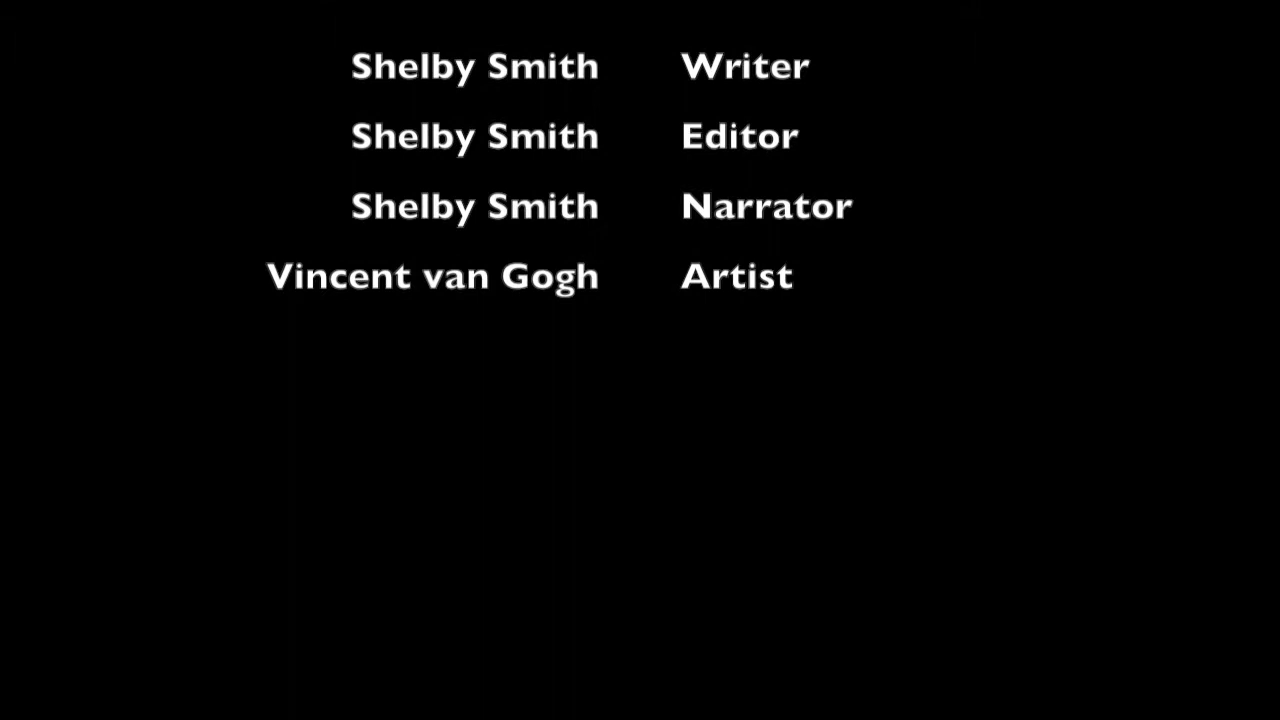 Shelby Smith Writer
Shelby Smith Editor
Shelby Smith Narrator
Vincent van Gogh Artist